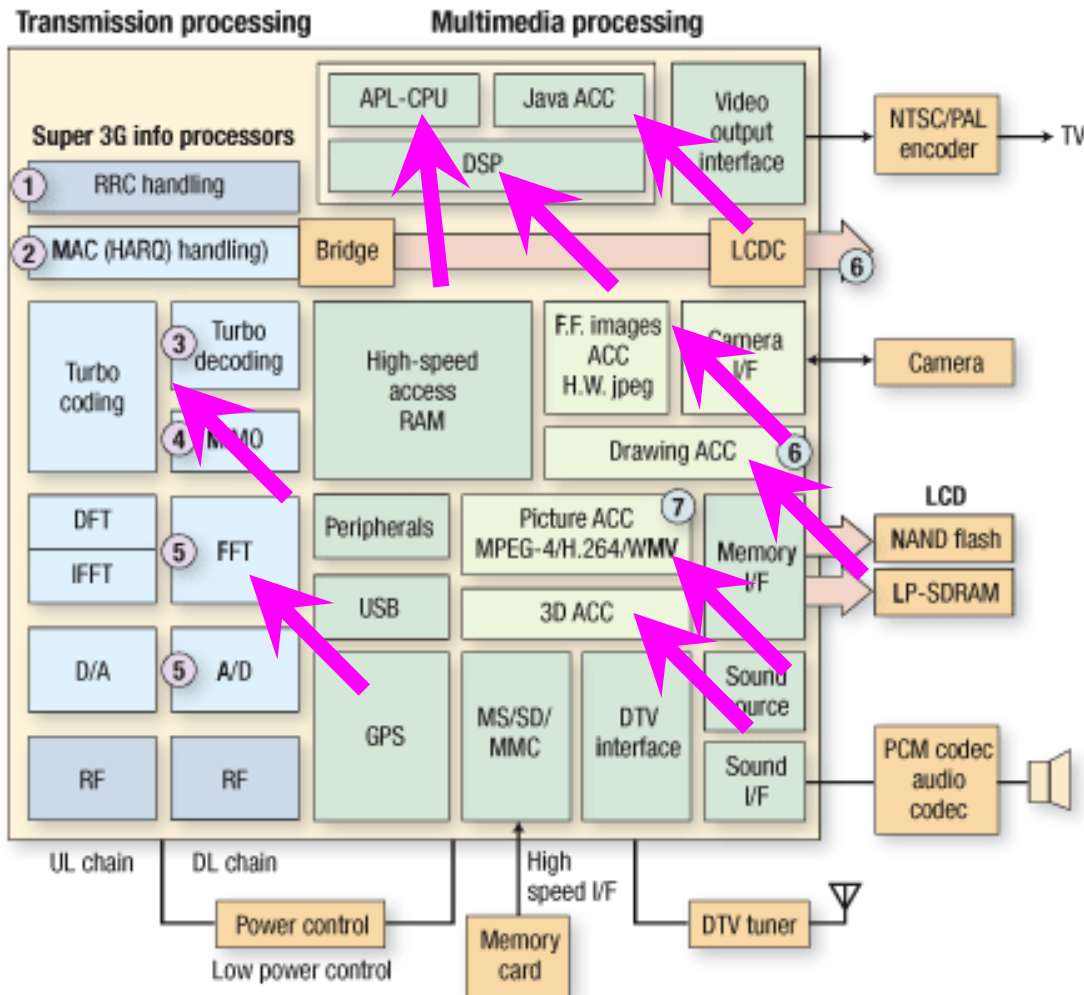 Transmission processing
Multimedia processing
APL-CPU
Java ACC
Video
output
interface
NTSC/PAL
encoder
TV
Super 3G info processors
DSP
1
RRC handling
2
MAC (HARQ) handling)
Bridge
LCDC
6
Turbo
coding
3
Turbo
decoding
High-speed
access
RAM
F.F. images
ACC
H.W. jpeg
Camera
I/F
Camera
4
MIMO
Drawing ACC
6
LCD
DFT
IFFT
5
FFT
Peripherals
Picture ACC
7
MPEG-4/H.264/WMV
Memory
I/F
NAND flash
LP-SDRAM
USB
3D ACC
D/A
5
A/D
GPS
MS/SD/
MMC
DTV
interface
Sound
source
RF
RF
Sound
I/F
PCM codec
audio
codec
UL chain
DL chain
High
speed I/F
Power control
Low power control
Memory
card
DTV tuner